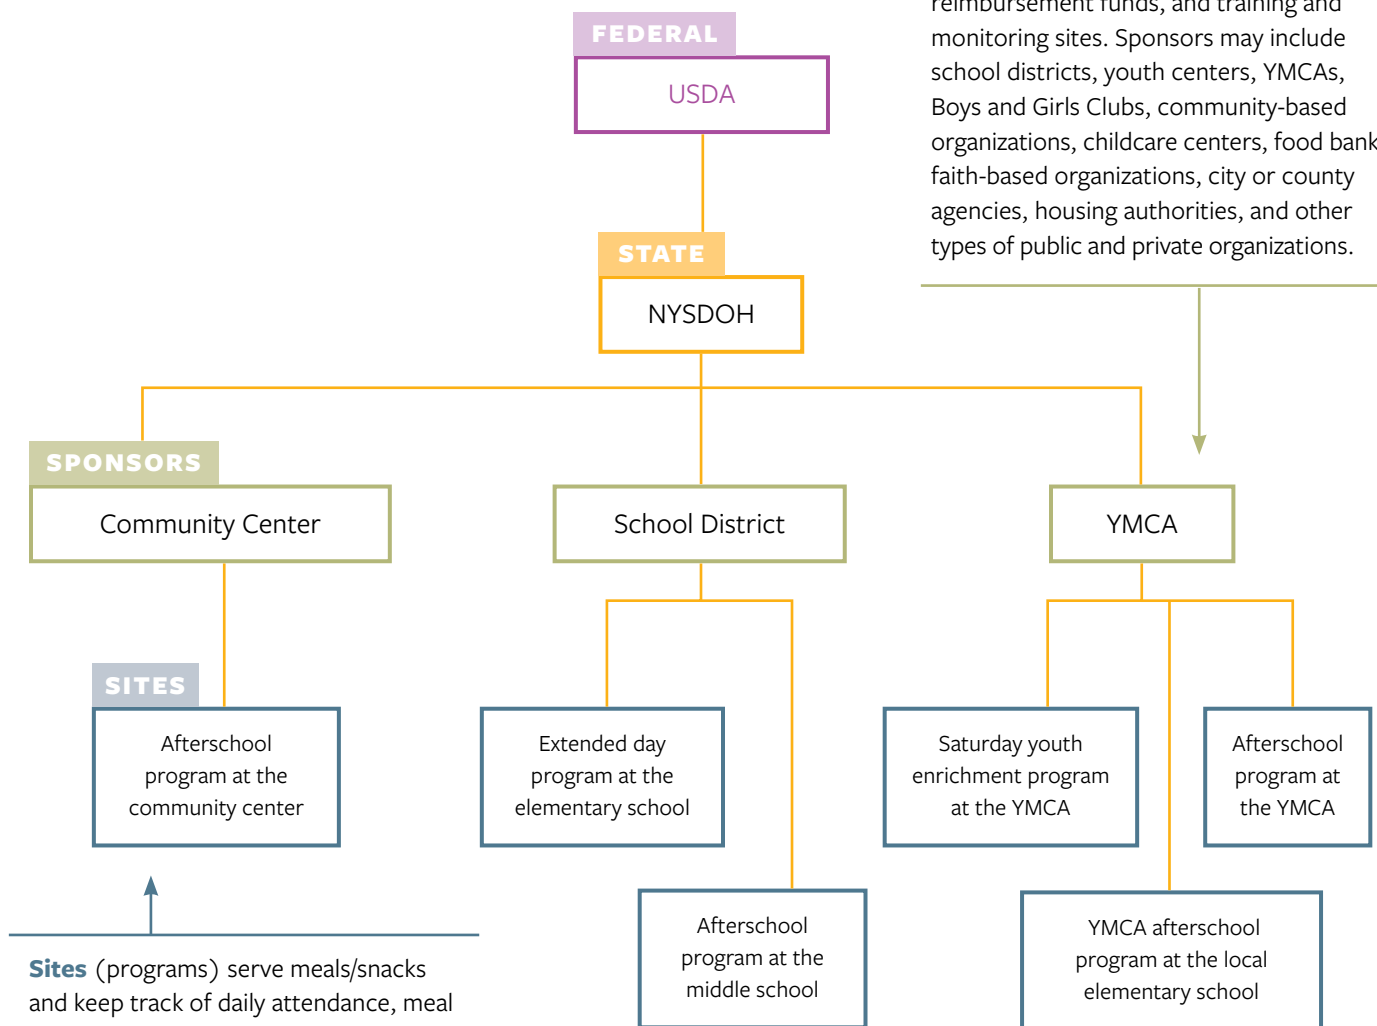 reimbursement funds, and training and
monitoring sites. Sponsors may include
school districts, youth centers, YMCAs,
Boys and Girls Clubs, community-based
organizations, childcare centers, food bank
faith-based organizations, city or county
agencies, housing authorities, and other
types of public and private organizations.
FEDERAL
USDA
STATE
NYSDOH
SPONSORS
Community Center
School District
YMCA
SITES
Afterschool
program at the
community center
Extended day
program at the
elementary school
Saturday youth
enrichment program
at the YMCA
Afterschool
program at
the YMCA
Afterschool
program at the
middle school
YMCA afterschool
program at the local
elementary school
Sites (programs) serve meals/snacks
and keep track of daily attendance, meal